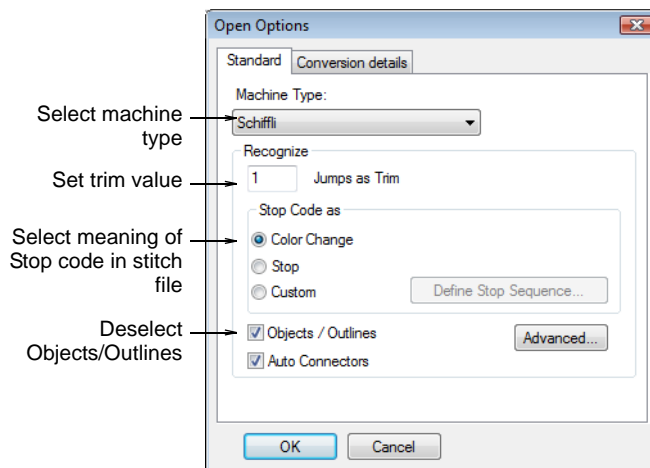 Open Options
Standard
Conversion details
Machine Type:
Select machine
type
Schiffli
Recognize
Set trim value
1
Jumps as Trim
Stop Code as
Select meaning of
Stop code in stitch
file
Color Change
Stop
Custom
Define Stop Sequence...
Deselect
Objects/Outlines
Objects / Outlines
Advanced...
Auto Connectors
OK
Cancel